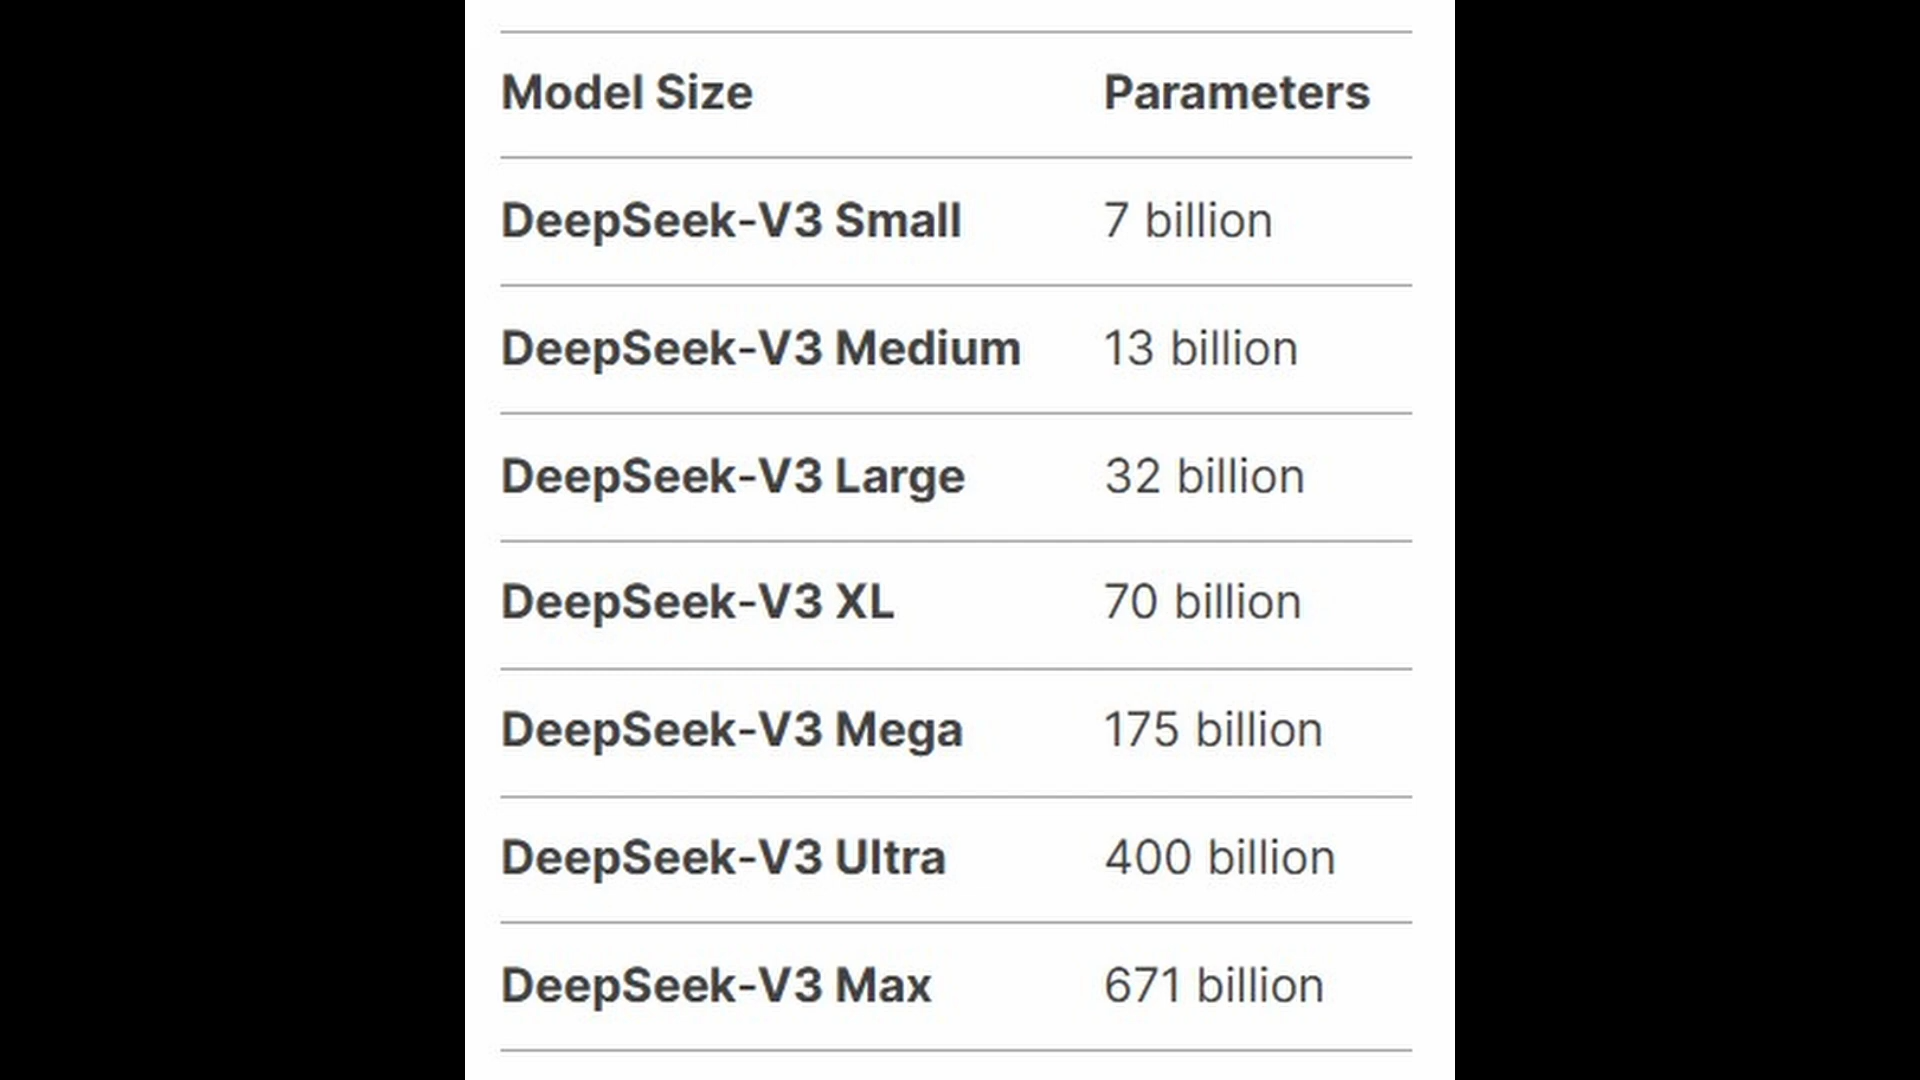 Model Size Parameters
DeepSeek-V3 Small 7 billion
DeepSeek-V3 Medium 13 billion
DeepSeek-V3 Large 32 billion
DeepSeek-V3 XL 70 billion
DeepSeek-V3 Mega 175 billion
DeepSeek-V3 Ultra 400 billion
DeepSeek-V3 Max 671 billion